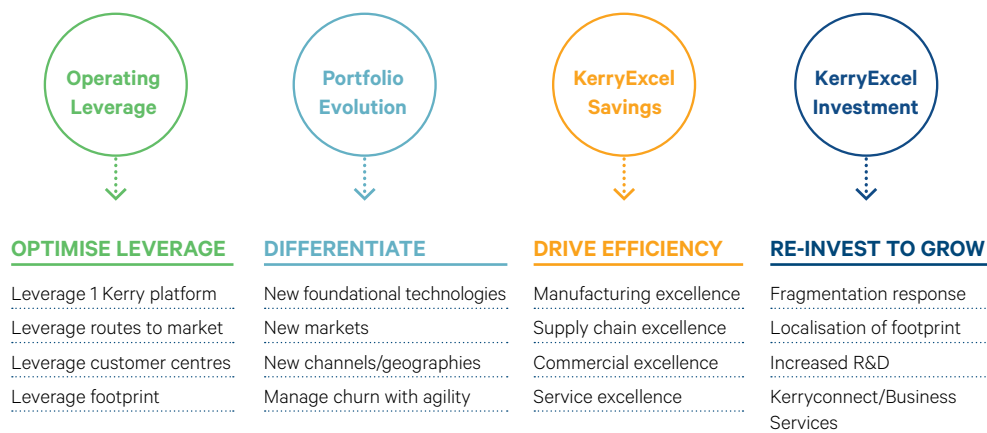 Operating
Leverage
Portfolio
Evolution
KerryExcel
Savings
KerryExcel
Investment
OPTIMISE LEVERAGE
Leverage 1 Kerry platform
Leverage routes to market
Leverage customer centres
Leverage footprint
DIFFERENTIATE
New foundational technologies
New markets
New channels/geographies
Manage churn with agility
DRIVE EFFICIENCY
Manufacturing excellence
Supply chain excellence
Commercial excellence
Service excellence
RE-INVEST TO GROW
Fragmentation response
Localisation of footprint
Increased R&D
Kerryconnect/Business
Services